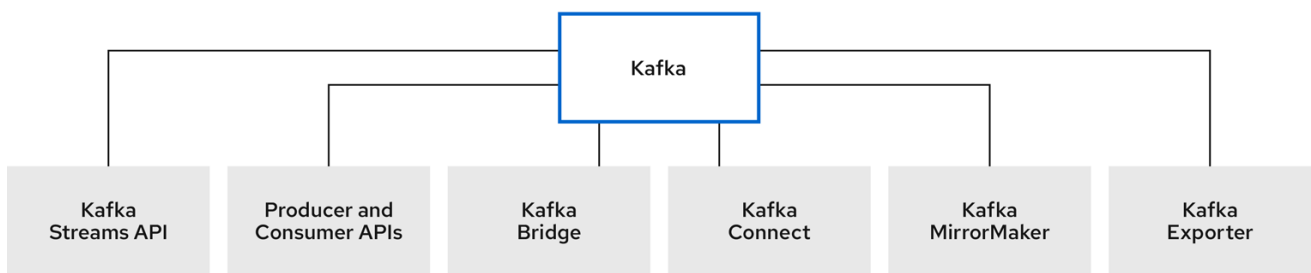 Kafka
Kafka
Streams API
Producer and
Consumer APIs
Kafka
Bridge
Kafka
Connect
Kafka
MirrorMaker
Kafka
Exporter